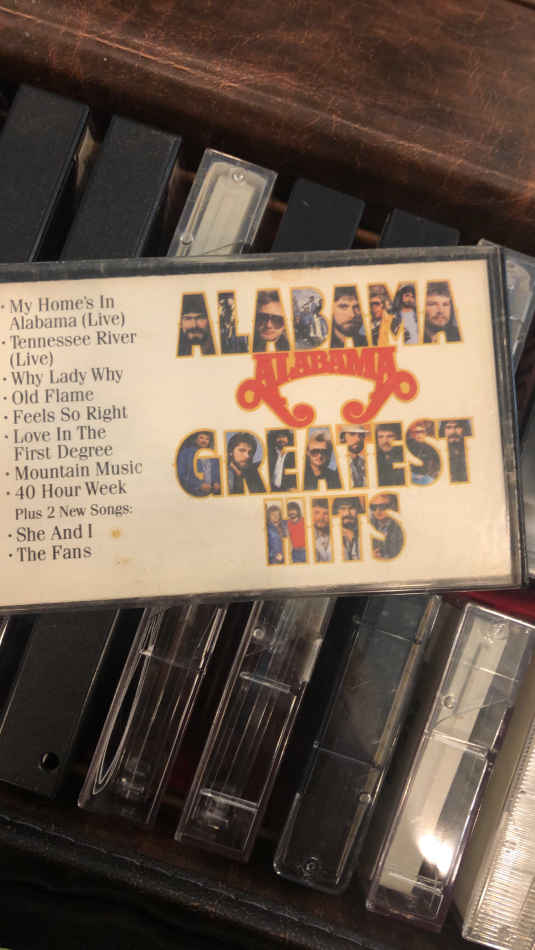 · My Home's In
Alabama (Live)
· Tennessee River
(Live)
· Why Lady Why
· Old Flame
· Feels So Right
· Love In The
First Degree
· Mountain Music
· 40 Hour Week
Plus 2 New Songs:
· She And I
· The Fans
ALABAMA
ALABAMA
GREATEST
HITS